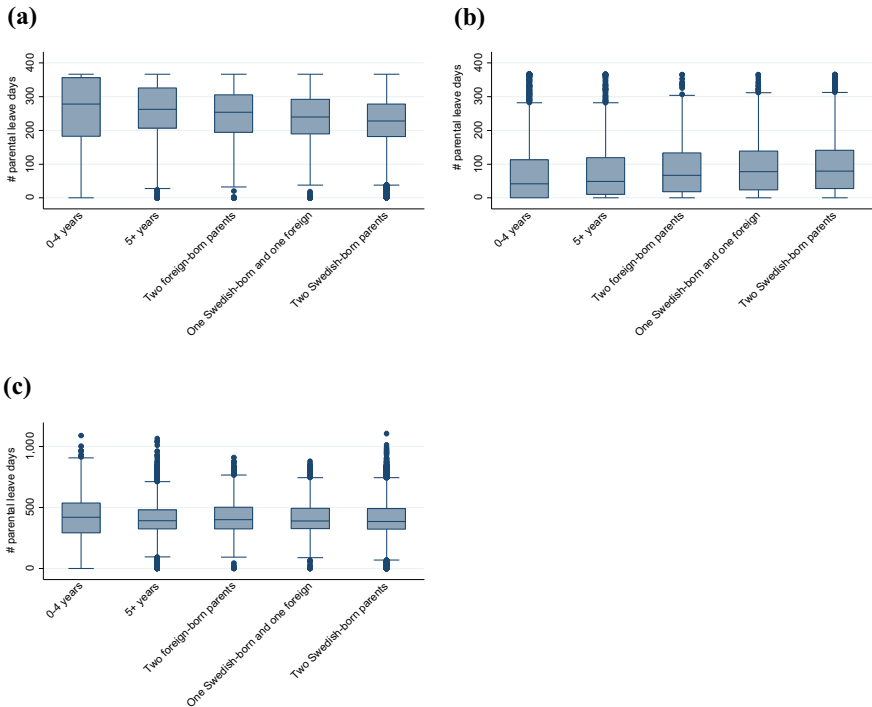 (a)
# parental leave days
400
300
200
100
0
0-4 years
5+ years
Two foreign-born parents
One Swedish-born and one foreign
Two Swedish-born parents
(b)
# parental leave days
400
300
200
100
0
0-4 years
5+ years
Two foreign-born parents
One Swedish-born and one foreign
Two Swedish-born parents
(c)
# parental leave days
1,000
500
0
0-4 years
5+ years
Two foreign-born parents
One Swedish-born and one foreign
Two Swedish-born parents